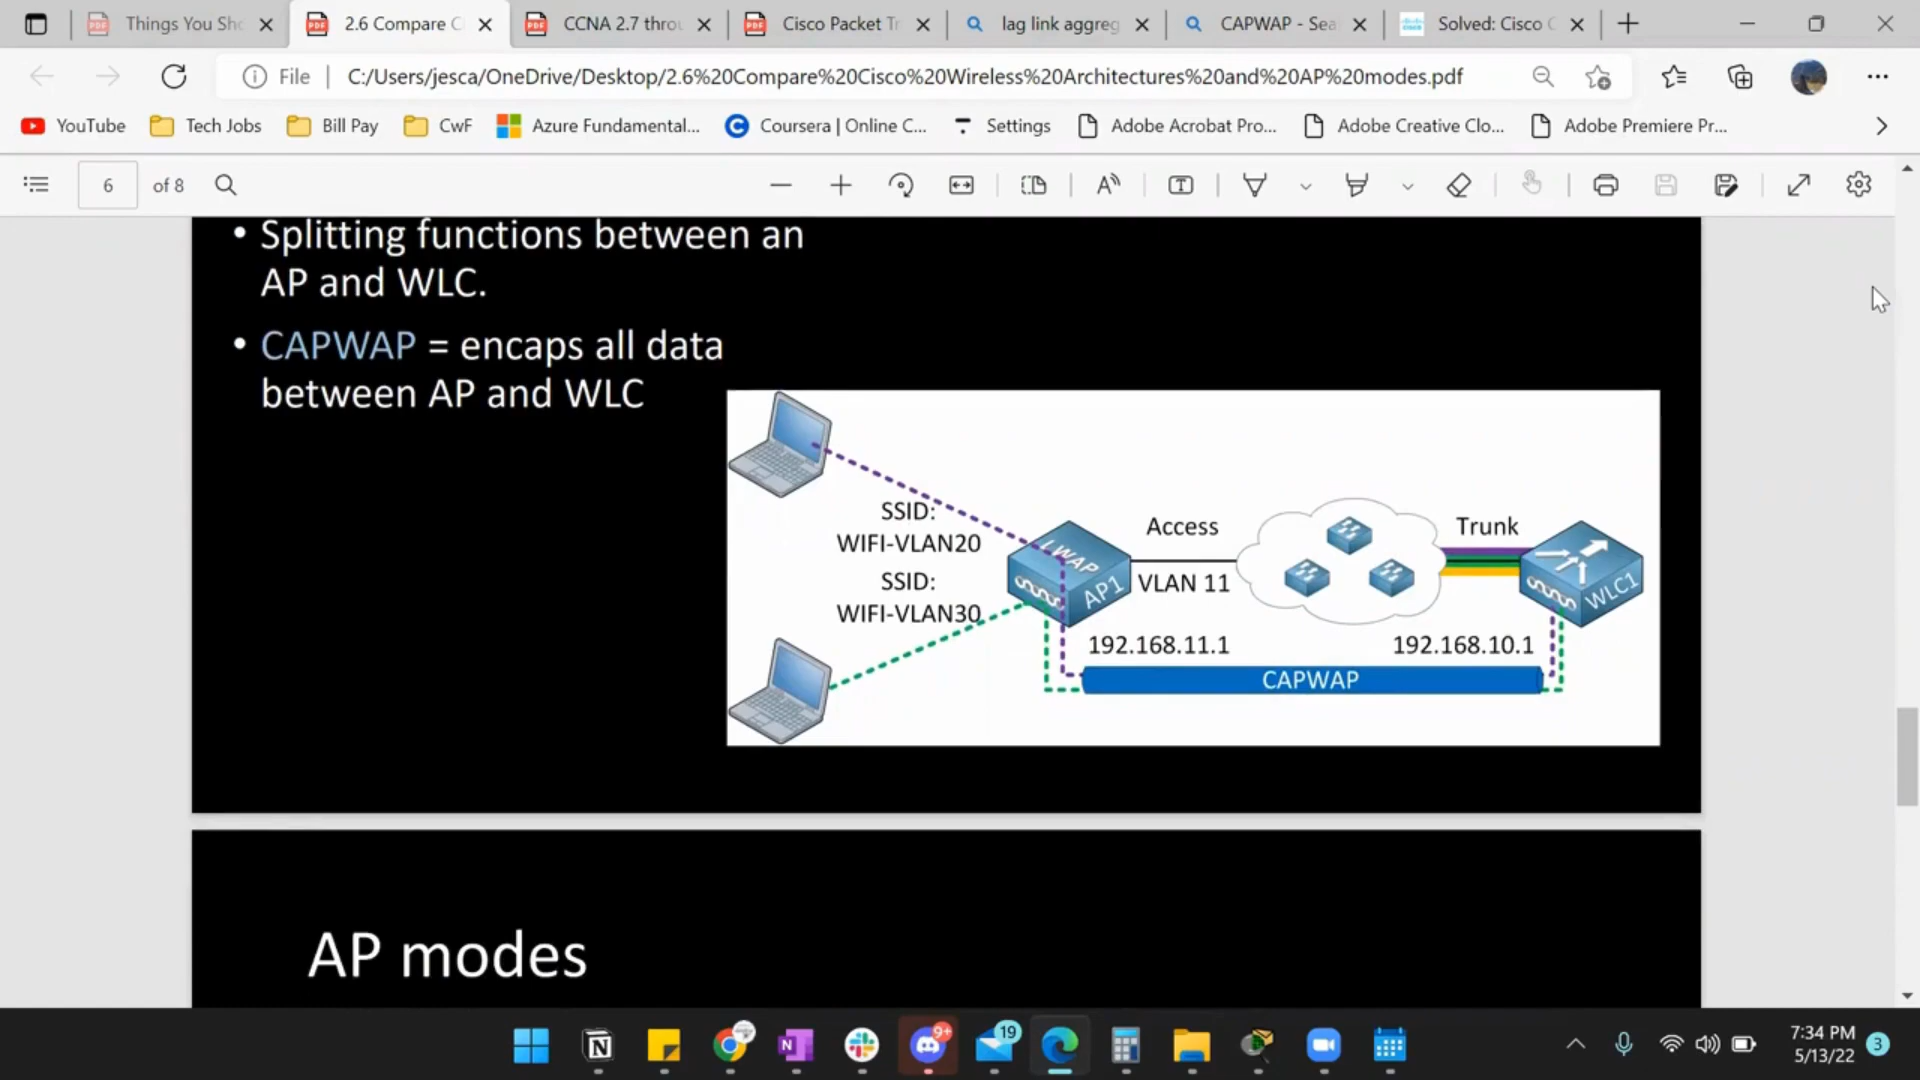 Things You Sho
2.6 Compare C
CCNA 2.7 throu
Cisco Packet Tr
lag link aggreg
CAPWAP - Sea
Solved: Cisco C
File
C:/Users/jesca/OneDrive/Desktop/2.6%20Compare%20Cisco%20Wireless%20Architectures%20and%20AP%20modes.pdf
YouTube
Tech Jobs
Bill Pay
CwF
Azure Fundamental...
Coursera | Online C...
Settings
Adobe Acrobat Pro...
Adobe Creative Clo...
Adobe Premiere Pr...
6
of 8
• Splitting functions between an
AP and WLC.
• CAPWAP = encaps all data
between AP and WLC
SSID:
WIFI-VLAN20
SSID:
WIFI-VLAN30
LWAP
AP1
Access
VLAN 11
Trunk
WLC1
192.168.11.1
192.168.10.1
CAPWAP
AP modes
9+
19
7:34 PM
5/13/22
3